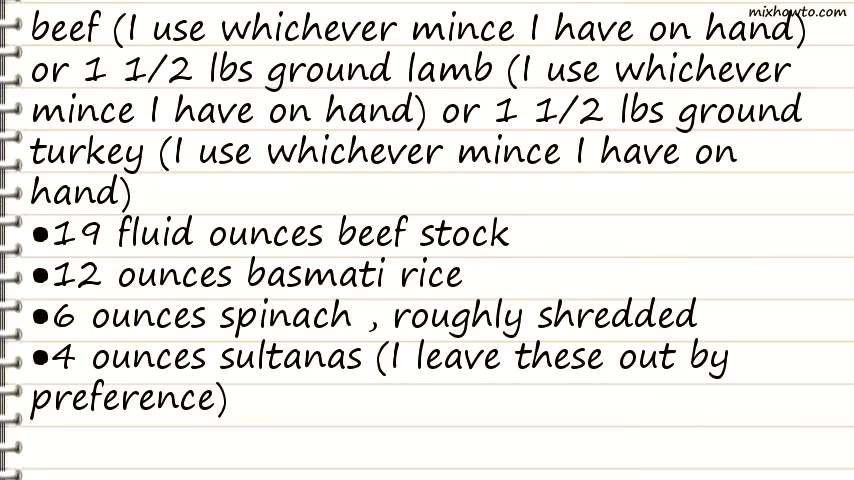 mixhowto.com
beef (I use whichever mince I have on hand)
or 1 1/2 lbs ground lamb (I use whichever
mince I have on hand) or 1 1/2 lbs ground
turkey (I use whichever mince I have on
hand)
●19 fluid ounces beef stock
●12 ounces basmati rice
●6 ounces spinach , roughly shredded
●4 ounces sultanas (I leave these out by
preference)